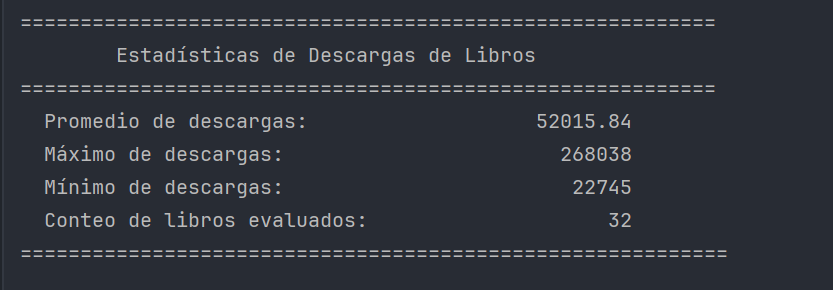 ==========================================================
Estadísticas de Descargas de Libros
==========================================================
Promedio de descargas: 52015.84
Máximo de descargas: 268038
Mínimo de descargas: 22745
Conteo de libros evaluados: 32
===========================================================